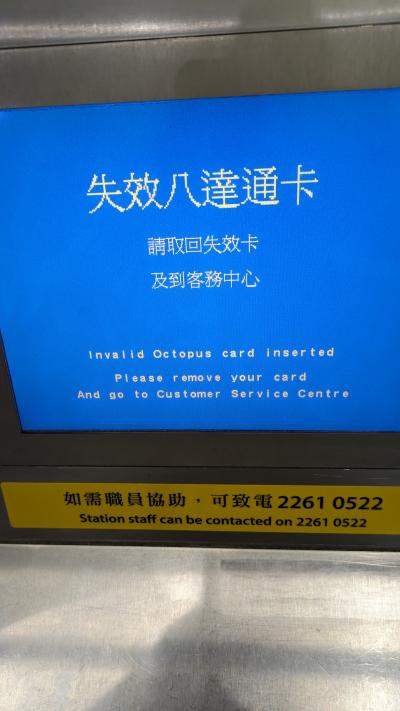 失效八達通卡
請取回失效卡
及到客務中心
Invalid Octopus card inserted
Please remove your card
And go to Customer Service Centre
如需職員協助，可致電 2261 0522
Station staff can be contacted on 2261 0522